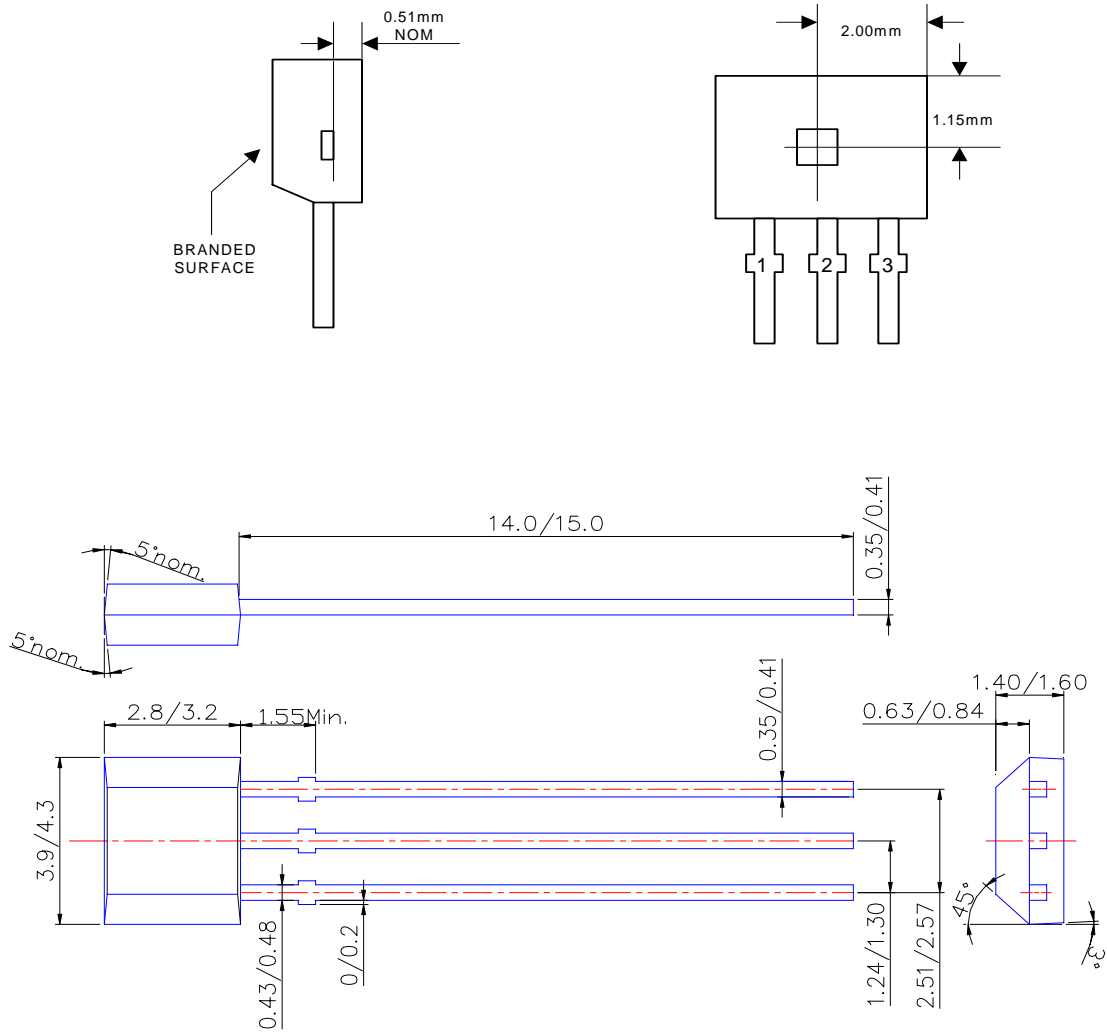 0.51mm
NOM
2.00mm
1.15mm
BRANDED
SURFACE
1
2
3
14.0/15.0
0.35/0.41
5°nom.
5°nom.
2.8/3.2
1.55Min.
0.35/0.41
1.40/1.60
0.63/0.84
3.9/4.3
0.43/0.48
0/0.2
1.24/1.30
2.51/2.57
45°
3°